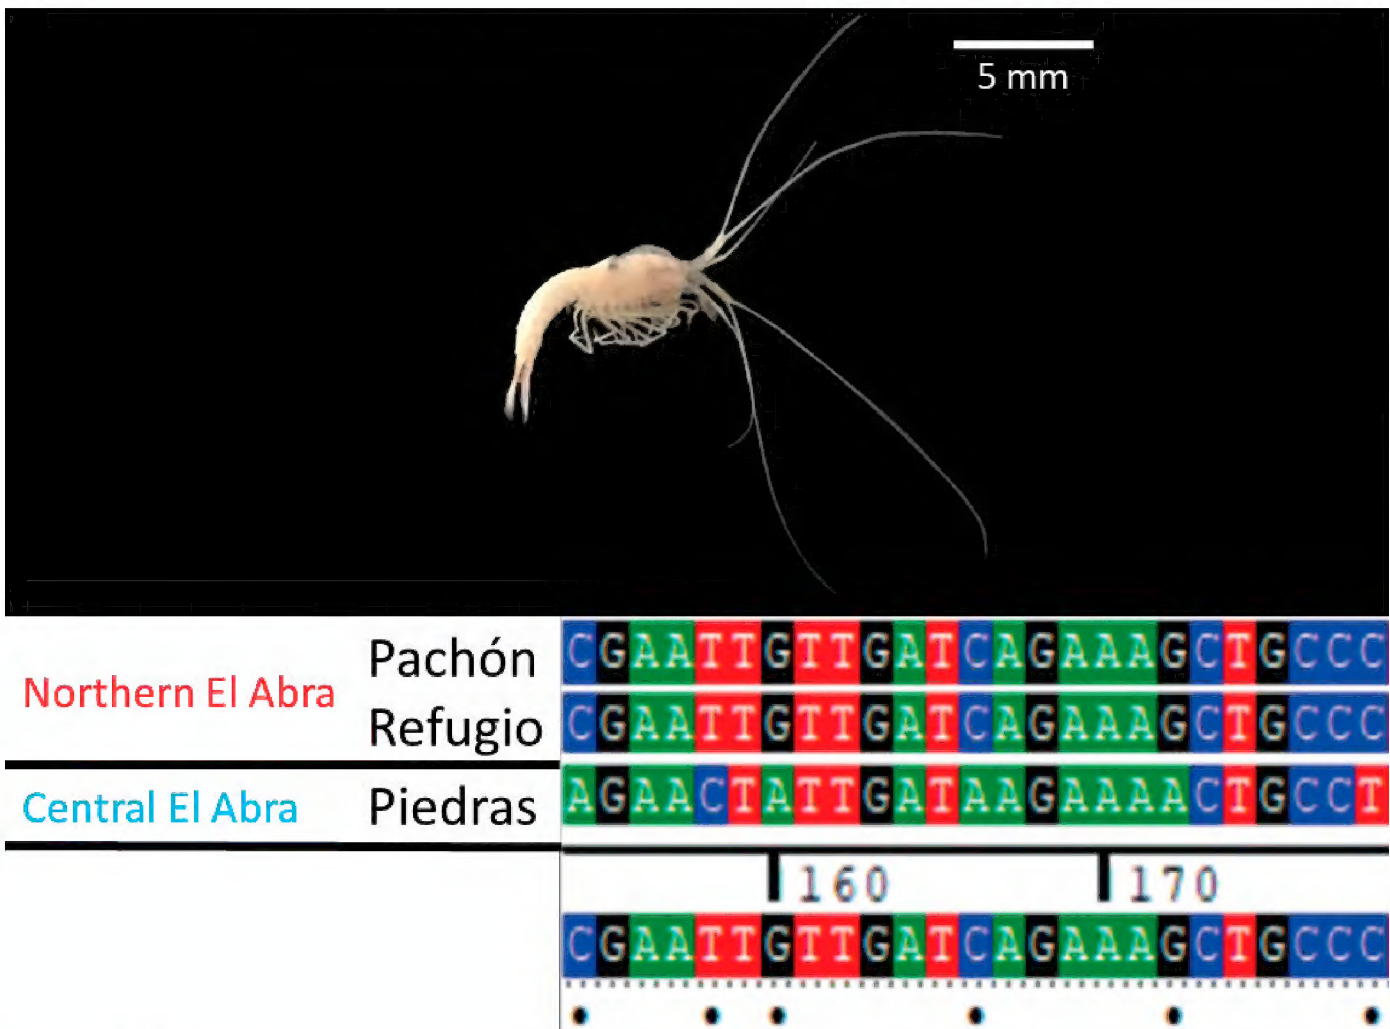 5 mm
Northern El Abra
Pachón CGAATTGTTGATCAGAAAGCTGCCC
Refugio CGAATTGTTGATCAGAAAGCTGCCC
Central El Abra Piedras AGAACTATTGATAAGAAAACTGCCT
160 170
CGAATTGTTGATCAGAAAGCTGCCC